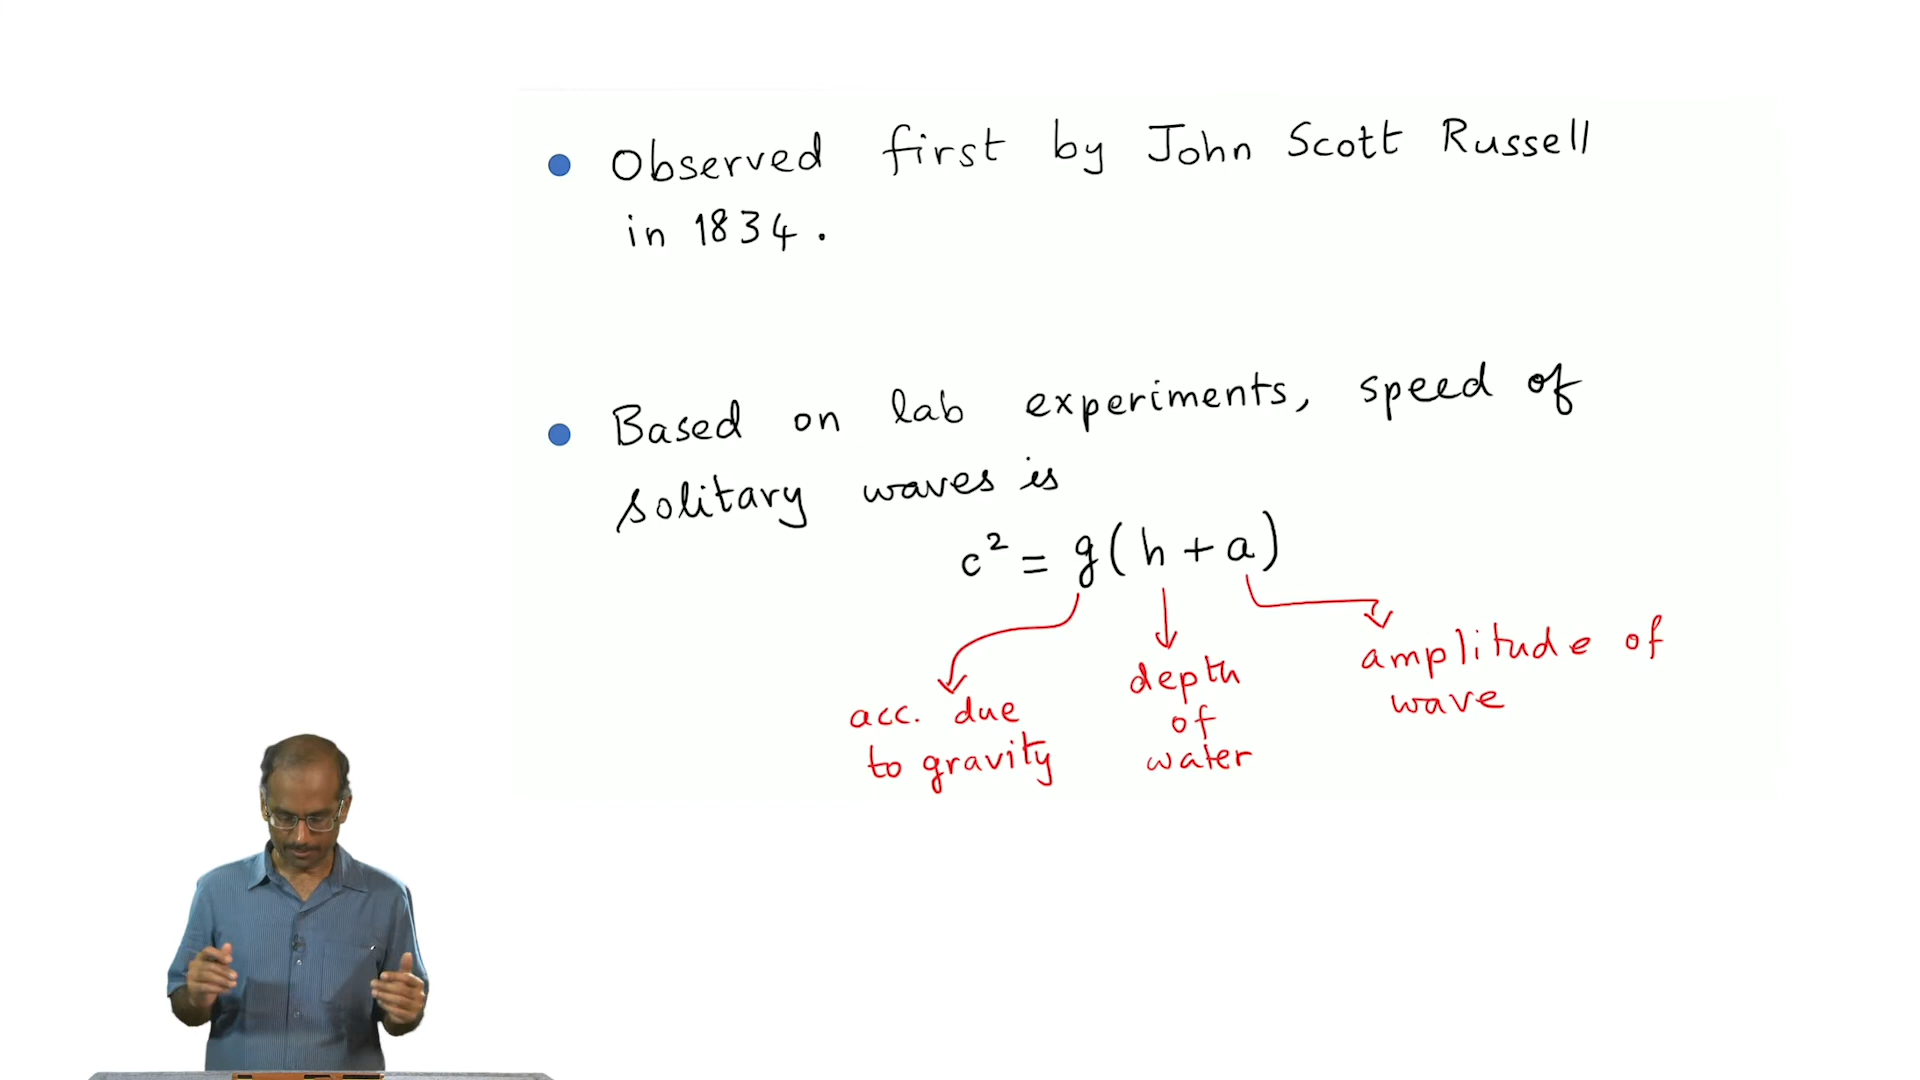 Observed first by John Scott Russell
in 1834.
Based on lab experiments, speed of
solitary waves is
c² = g(h + a)
acc. due
to gravity
depth
of
water
amplitude of
wave